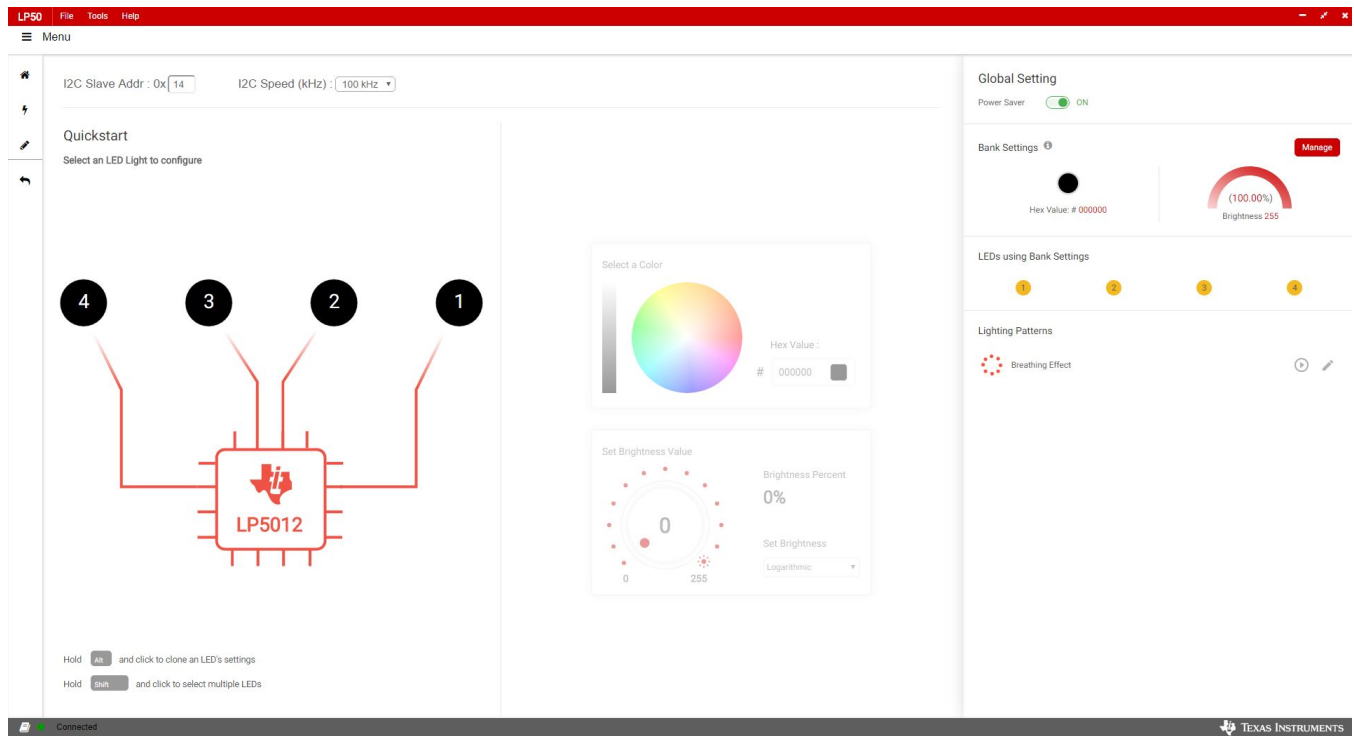 LP50 File Tools Help
Menu
I2C Slave Addr : 0x 14 I2C Speed (kHz) : 100 kHz
Quickstart
Select an LED Light to configure
4 3 2 1
LP5012
Hold Alt and click to clone an LED's settings
Hold Shift and click to select multiple LEDs
Select a Color
Hex Value :
# 000000
Set Brightness Value
Brightness Percent
0%
0
Set Brightness
Logarithmic
0 255
Global Setting
Power Saver ON
Bank Settings Manage
(100.00%)
Hex Value: # 000000
Brightness 255
LEDs using Bank Settings
1 2 3 4
Lighting Patterns
Breathing Effect
Connected
TEXAS INSTRUMENTS